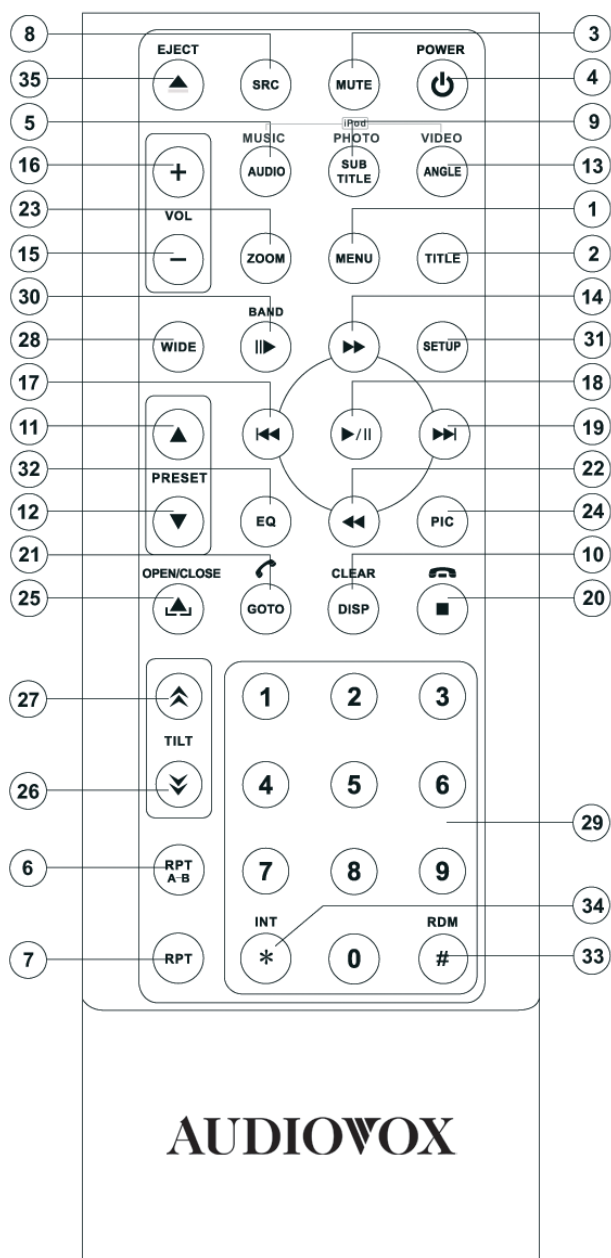 8 3
EJECT POWER
35 SRC MUTE 4
5 iPod 9
MUSIC PHOTO VIDEO
16 + AUDIO SUB TITLE ANGLE 13
23 VOL 1
15 − ZOOM MENU TITLE 2
30 BAND 14
28 WIDE SETUP 31
17 18
11 19
32 PRESET 22
12 EQ PIC 24
21 10
OPEN/CLOSE CLEAR
25 GOTO DISP 20
27 1 2 3
TILT
26 4 5 6
29
6 RPT A-B 7 8 9
INT RDM 34
7 RPT * 0 # 33
AUDIOVOX